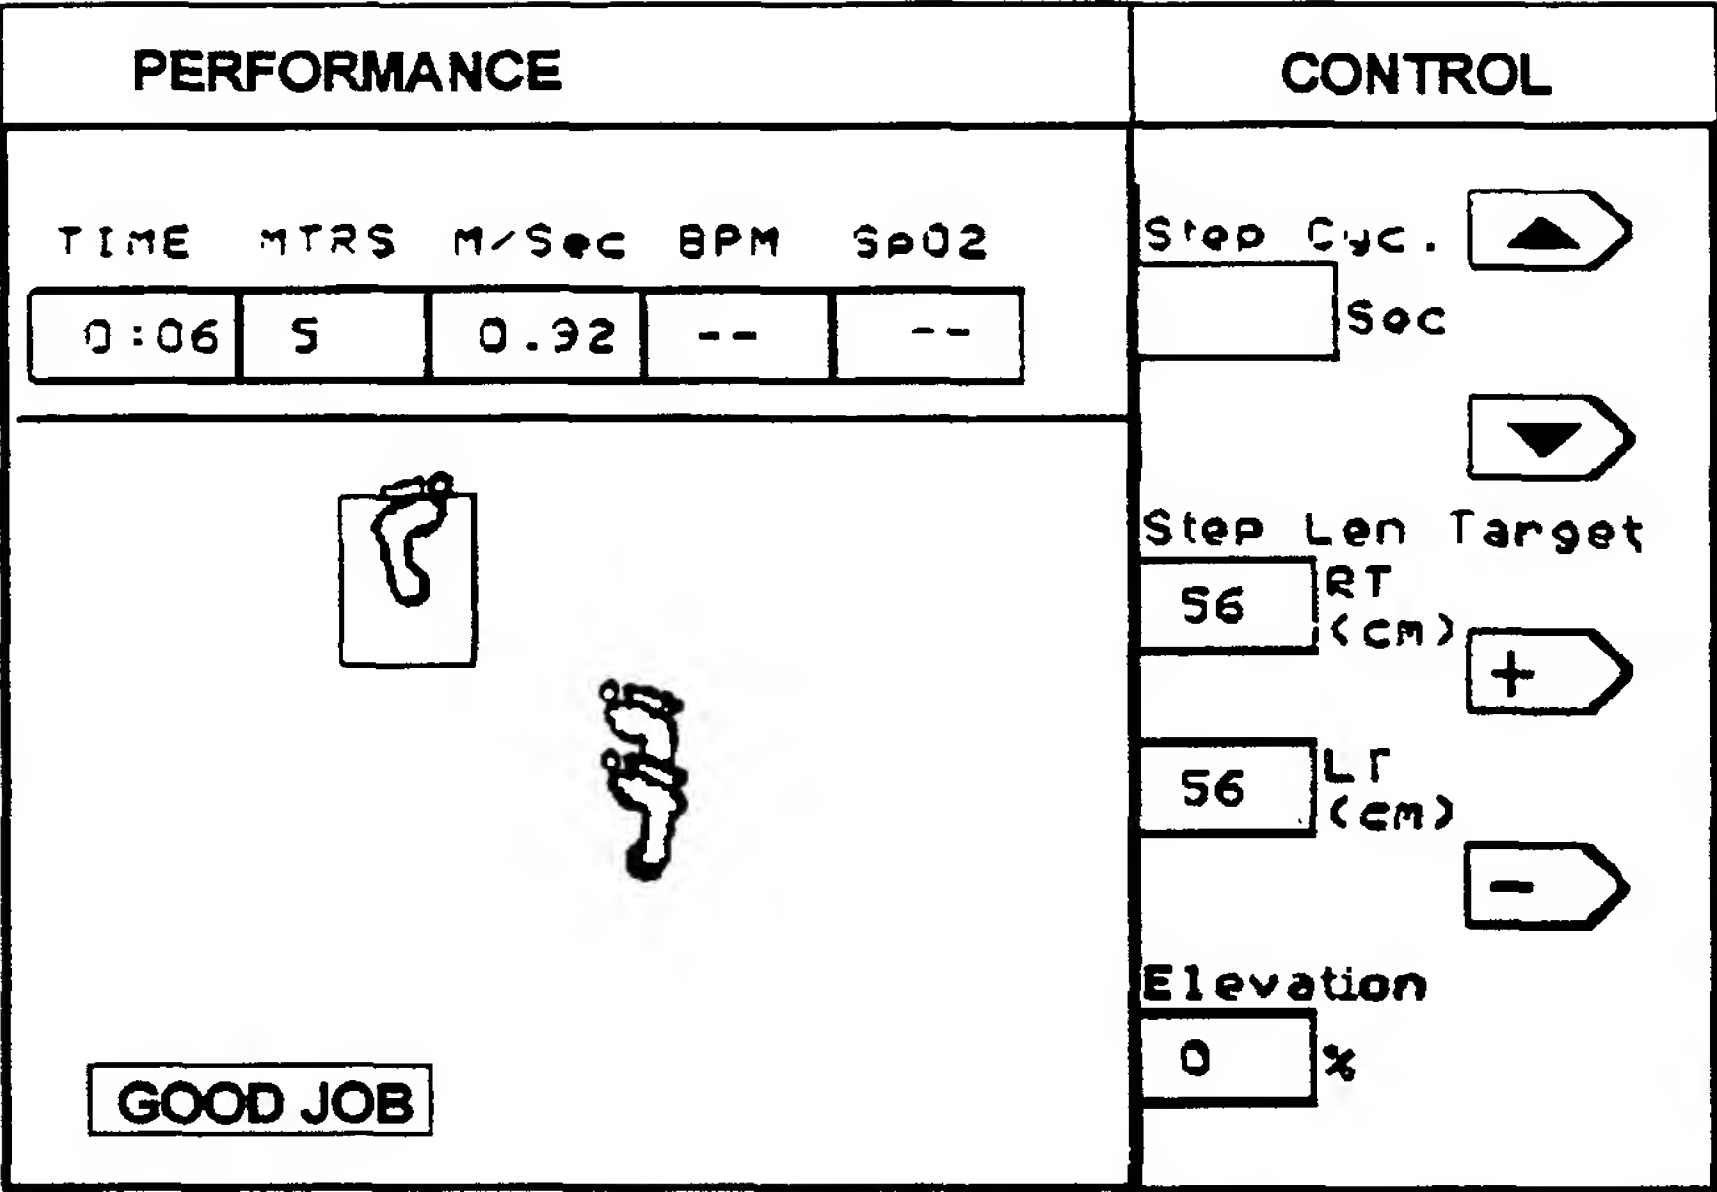 PERFORMANCE
CONTROL
TIME MTRS M/Sec BPM SpO2
0:06 5 0.92 -- --
Step Cyc.
Sec
Step Len Target
56 RT
(cm)
+
56 LT
(cm)
-
Elevation
0 %
GOOD JOB